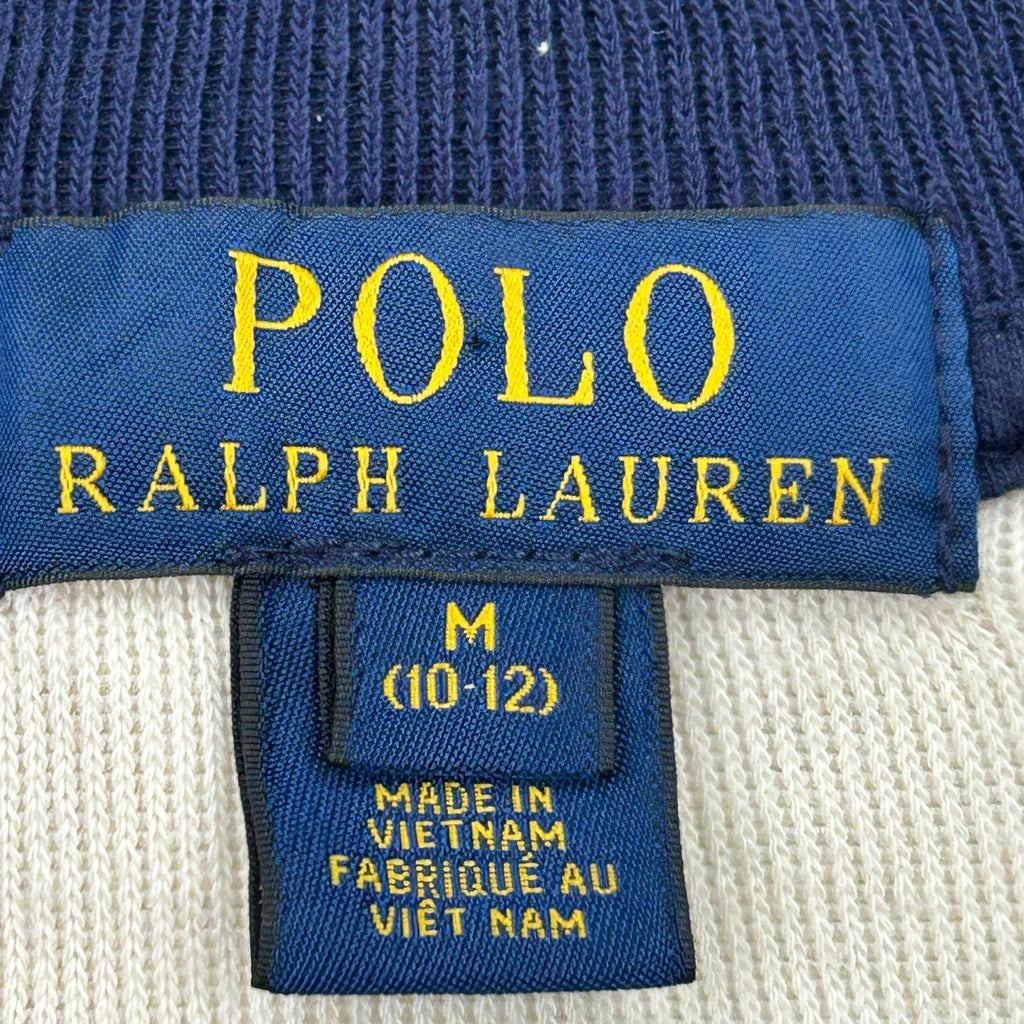 POLO
RALPH LAUREN
M
(10-12)
MADE IN
VIETNAM
FABRIQUÉ AU
VIÊT NAM